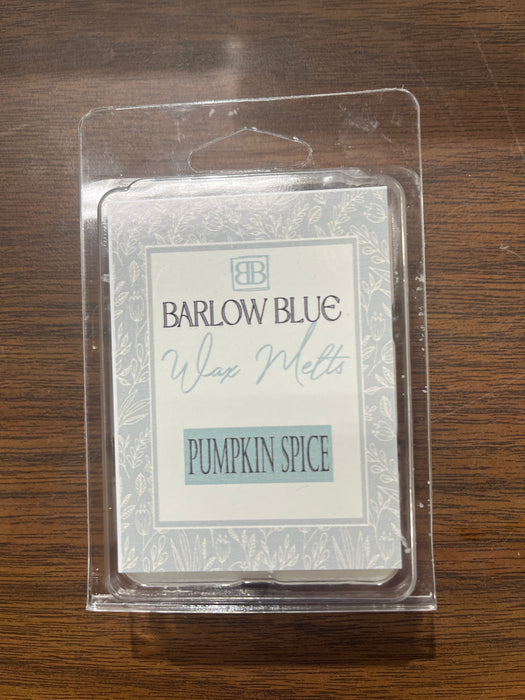 BB
BARLOW BLUE
Wax Melts
PUMPKIN SPICE